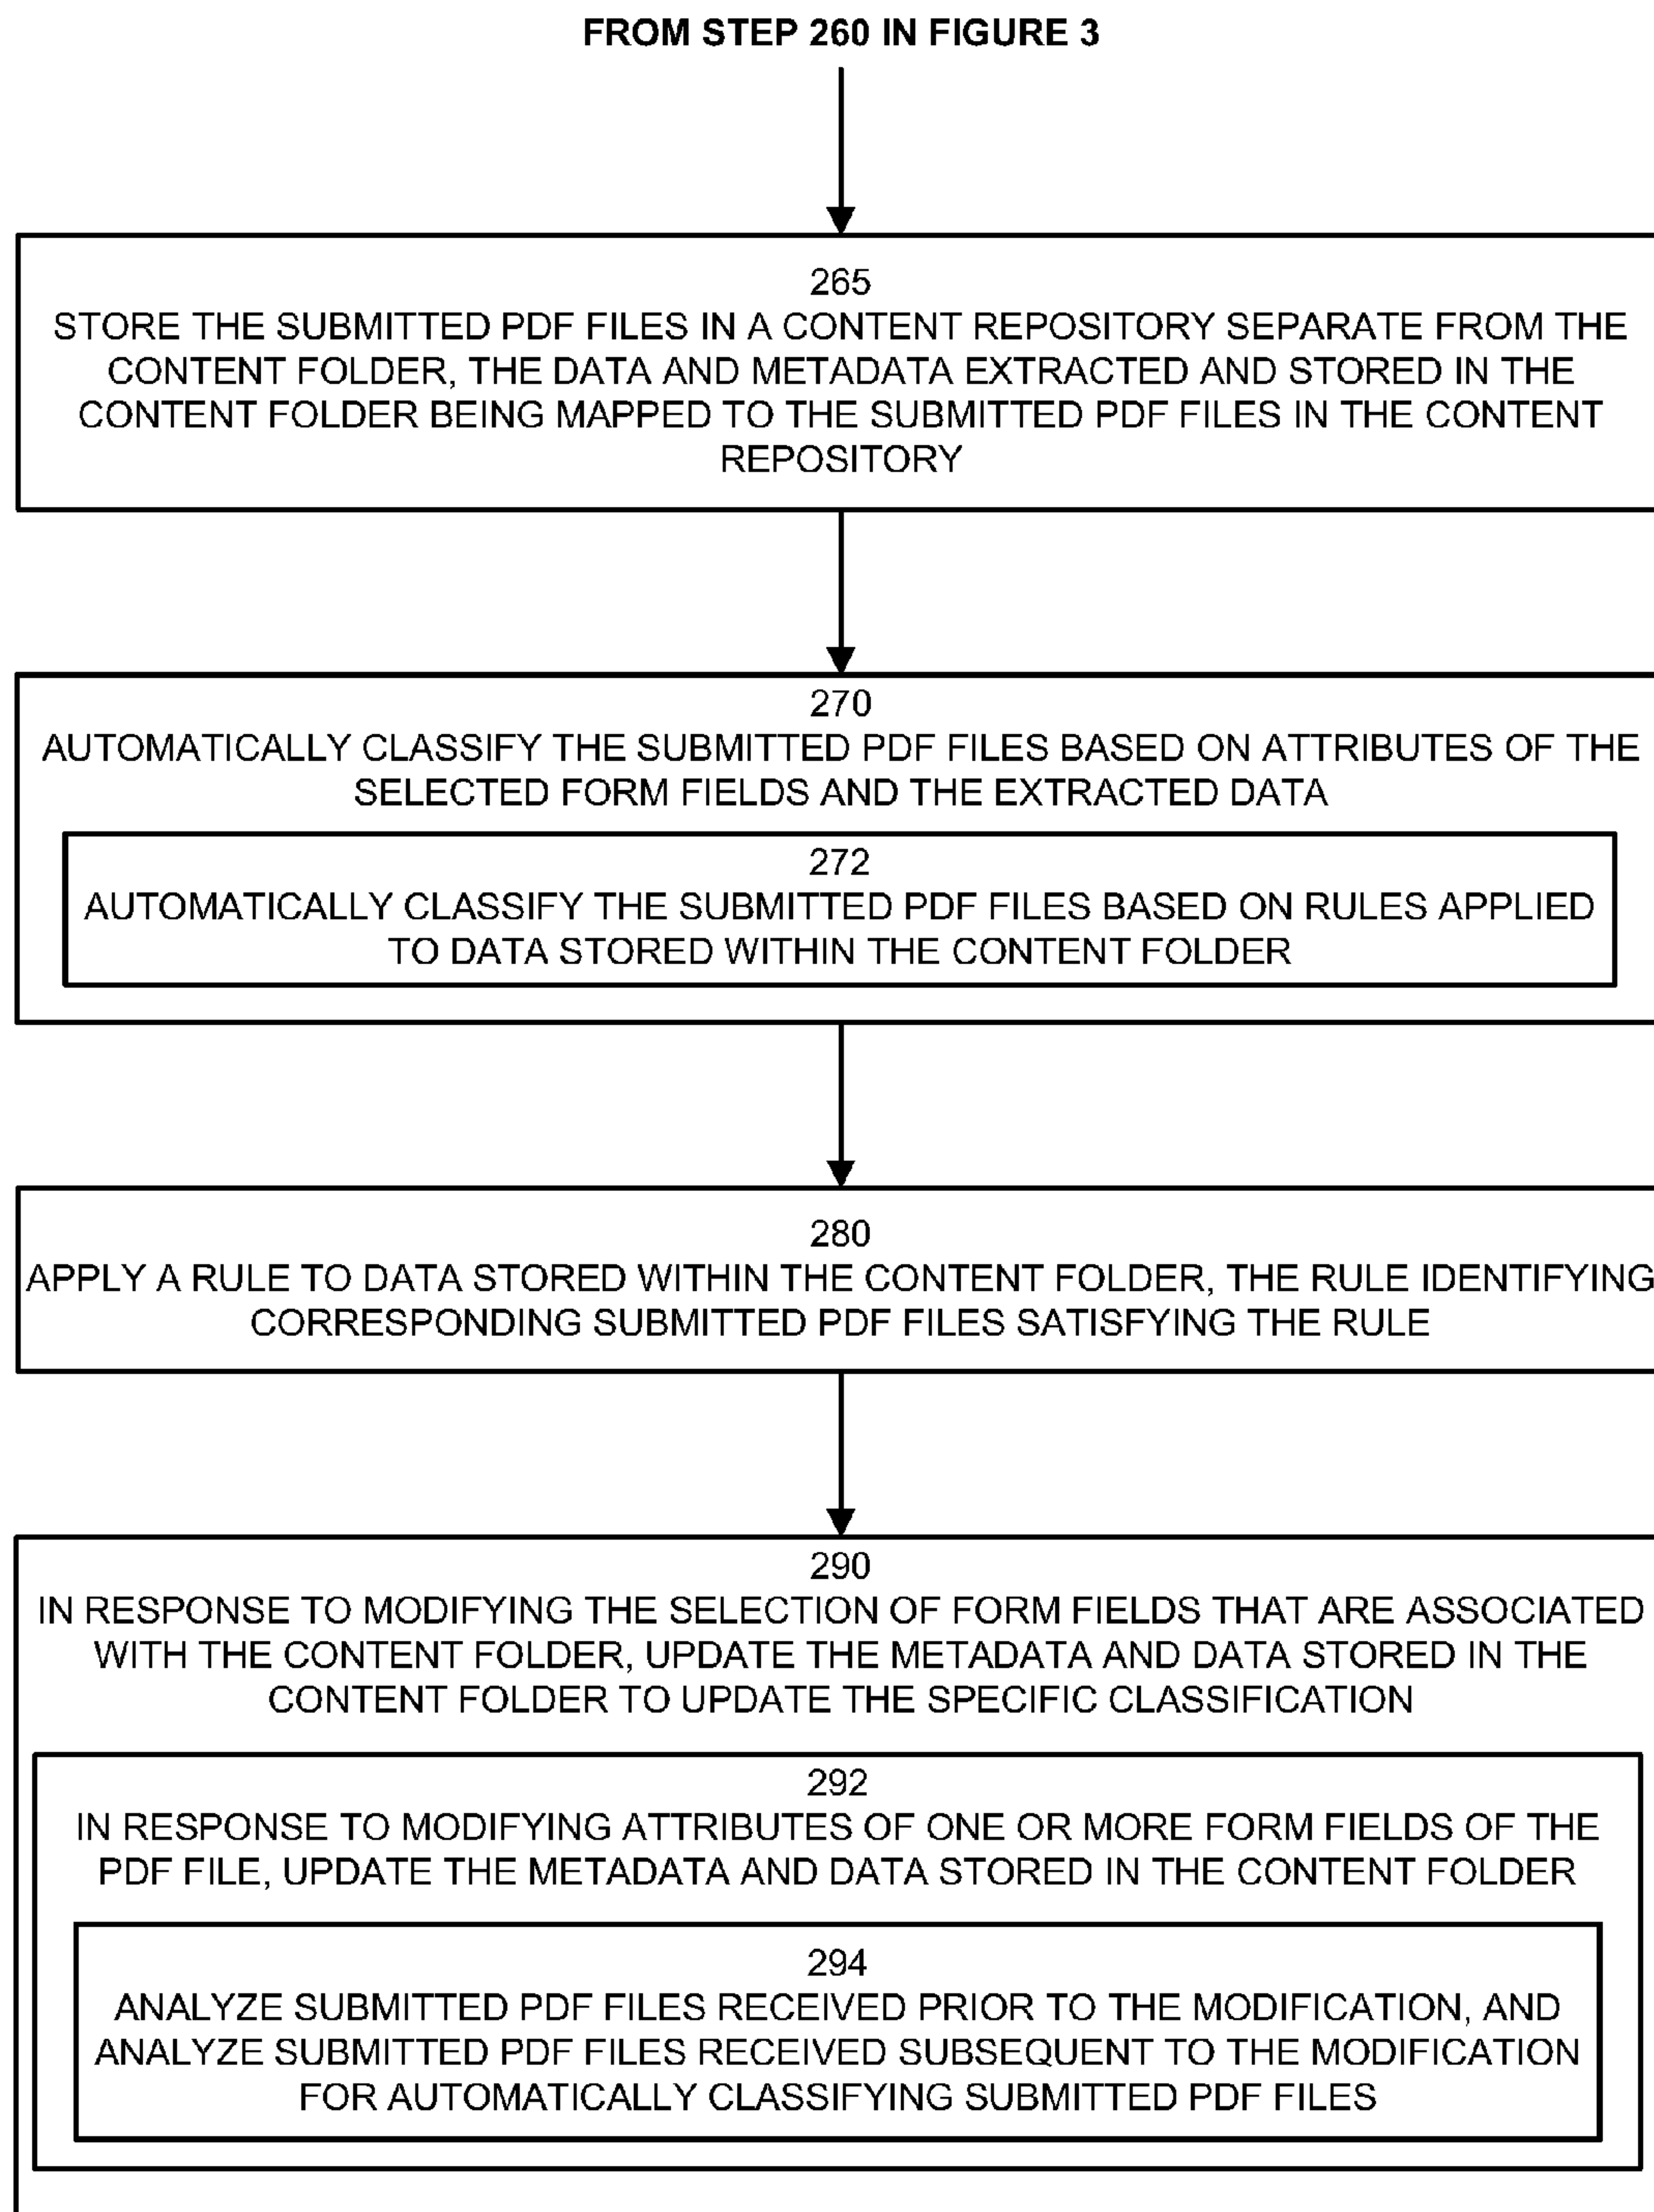 FROM STEP 260 IN FIGURE 3
265
STORE THE SUBMITTED PDF FILES IN A CONTENT REPOSITORY SEPARATE FROM THE
CONTENT FOLDER, THE DATA AND METADATA EXTRACTED AND STORED IN THE
CONTENT FOLDER BEING MAPPED TO THE SUBMITTED PDF FILES IN THE CONTENT
REPOSITORY
270
AUTOMATICALLY CLASSIFY THE SUBMITTED PDF FILES BASED ON ATTRIBUTES OF THE
SELECTED FORM FIELDS AND THE EXTRACTED DATA
272
AUTOMATICALLY CLASSIFY THE SUBMITTED PDF FILES BASED ON RULES APPLIED
TO DATA STORED WITHIN THE CONTENT FOLDER
280
APPLY A RULE TO DATA STORED WITHIN THE CONTENT FOLDER, THE RULE IDENTIFYING
CORRESPONDING SUBMITTED PDF FILES SATISFYING THE RULE
290
IN RESPONSE TO MODIFYING THE SELECTION OF FORM FIELDS THAT ARE ASSOCIATED
WITH THE CONTENT FOLDER, UPDATE THE METADATA AND DATA STORED IN THE
CONTENT FOLDER TO UPDATE THE SPECIFIC CLASSIFICATION
292
IN RESPONSE TO MODIFYING ATTRIBUTES OF ONE OR MORE FORM FIELDS OF THE
PDF FILE, UPDATE THE METADATA AND DATA STORED IN THE CONTENT FOLDER
294
ANALYZE SUBMITTED PDF FILES RECEIVED PRIOR TO THE MODIFICATION, AND
ANALYZE SUBMITTED PDF FILES RECEIVED SUBSEQUENT TO THE MODIFICATION
FOR AUTOMATICALLY CLASSIFYING SUBMITTED PDF FILES